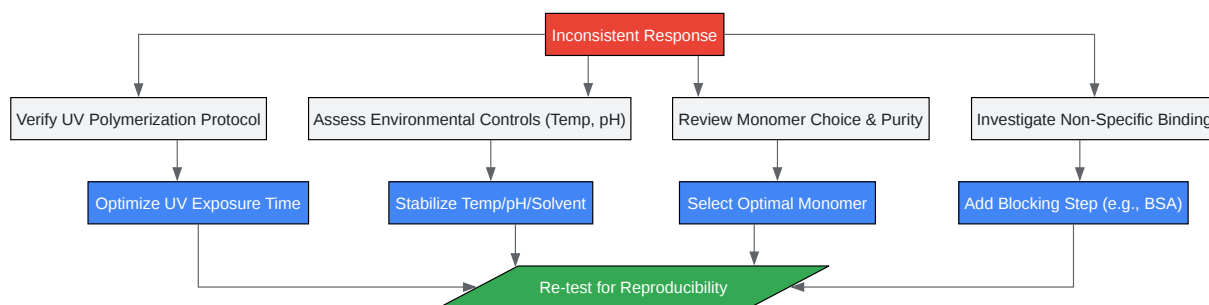 Inconsistent Response
Verify UV Polymerization Protocol
Assess Environmental Controls (Temp, pH)
Review Monomer Choice & Purity
Investigate Non-Specific Binding
Optimize UV Exposure Time
Stabilize Temp/pH/Solvent
Select Optimal Monomer
Add Blocking Step (e.g., BSA)
Re-test for Reproducibility